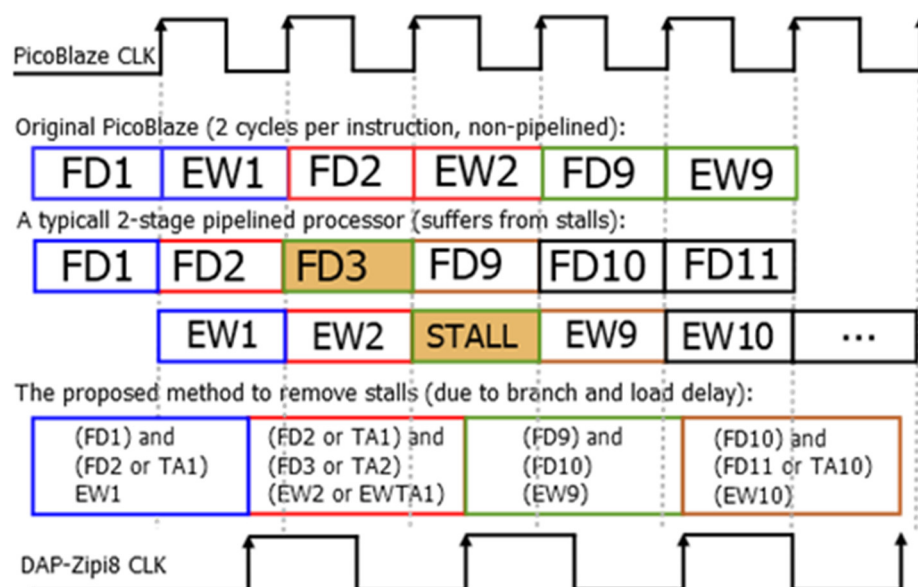 PicoBlaze CLK
Original PicoBlaze (2 cycles per instruction, non-pipelined):
FD1 EW1 FD2 EW2 FD9 EW9
A typicall 2-stage pipelined processor (suffers from stalls):
FD1 FD2 FD3 FD9 FD10 FD11
EW1 EW2 STALL EW9 EW10 ...
The proposed method to remove stalls (due to branch and load delay):
(FD1) and
(FD2 or TA1)
EW1
(FD2 or TA1) and
(FD3 or TA2)
(EW2 or EWTA1)
(FD9) and
(FD10)
(EW9)
(FD10) and
(FD11 or TA10)
(EW10)
DAP-Zipi8 CLK